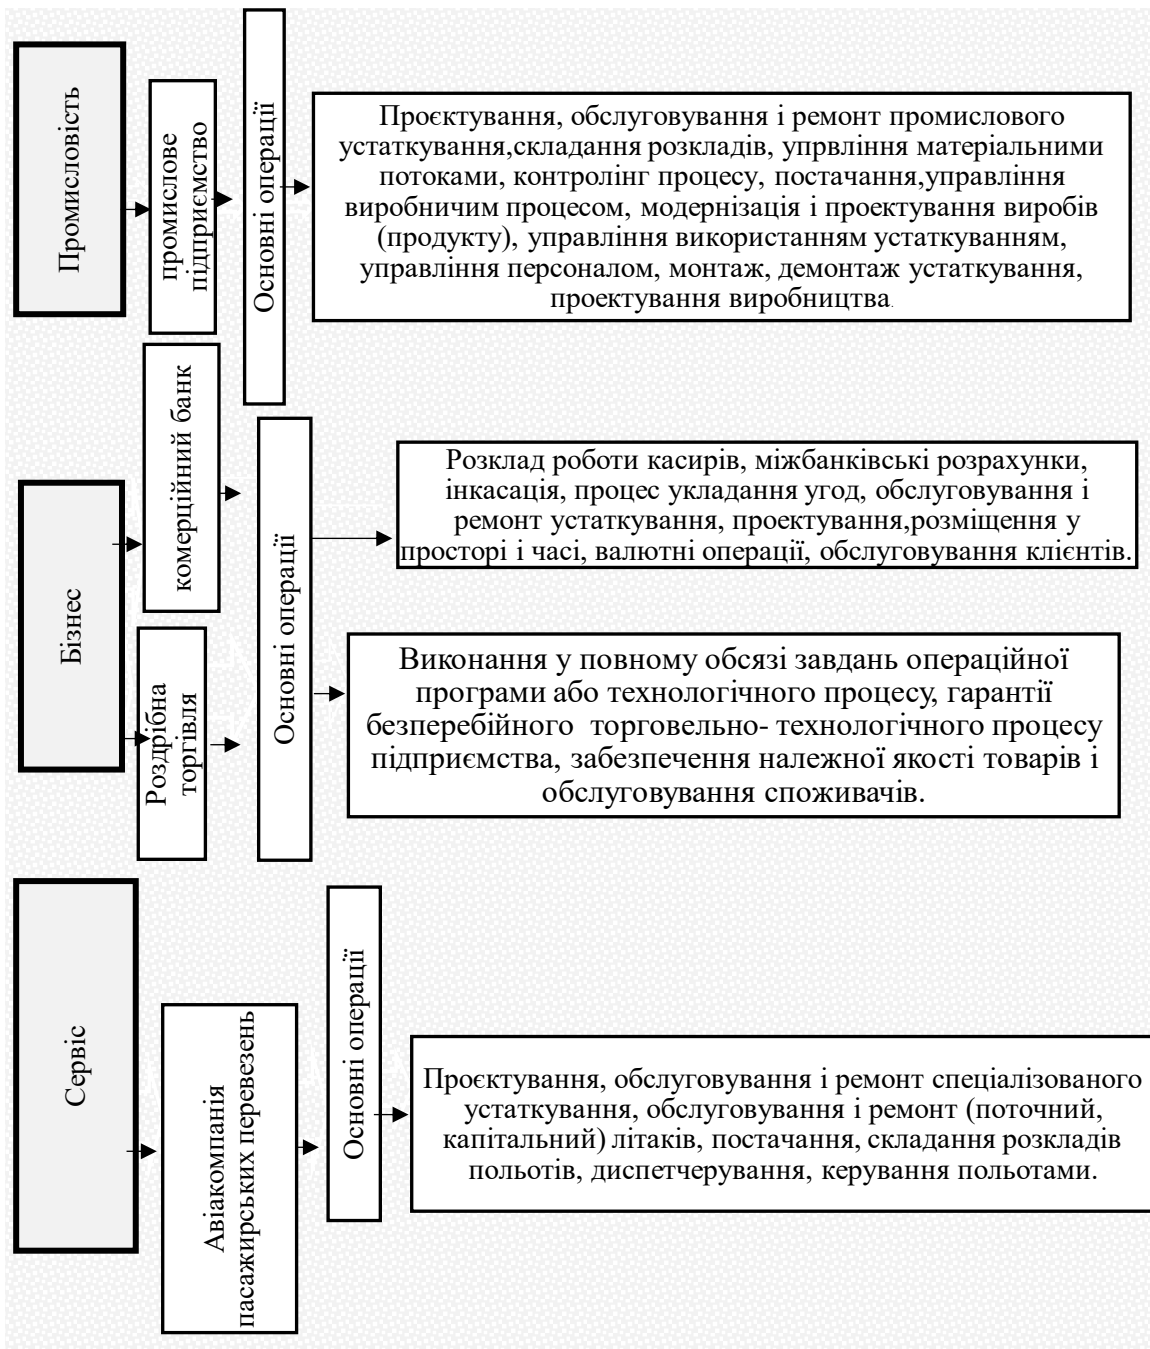 Промисловість
промислове
підприємство
Основні операції
Проєктування, обслуговування і ремонт промислового
устаткування,складання розкладів, упрвління матеріальними
потоками, контролінг процесу, постачання,управління
виробничим процесом, модернізація і проектування виробів
(продукту), управління використанням устаткуванням,
управління персоналом, монтаж, демонтаж устаткування,
проектування виробництва.
Бізнес
комерційний банк
Роздрібна
торгівля
Основні операції
Розклад роботи касирів, міжбанківські розрахунки,
інкасація, процес укладання угод, обслуговування і
ремонт устаткування, проектування,розміщення у
просторі і часі, валютні операції, обслуговування клієнтів.
Виконання у повному обсязі завдань операційної
програми або технологічного процесу, гарантії
безперебійного торговельно- технологічного процесу
підприємства, забезпечення належної якості товарів і
обслуговування споживачів.
Сервіс
Авіакомпанія
пасажирських перевезень
Основні операції
Проєктування, обслуговування і ремонт спеціалізованого
устаткування, обслуговування і ремонт (поточний,
капітальний) літаків, постачання, складання розкладів
польотів, диспетчерування, керування польотами.